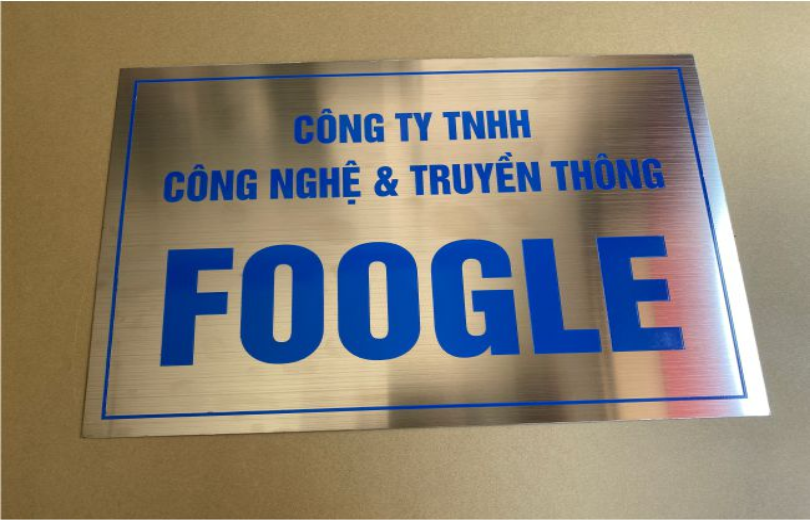 CÔNG TY TNHH
CÔNG NGHỆ & TRUYỀN THÔNG
FOOGLE